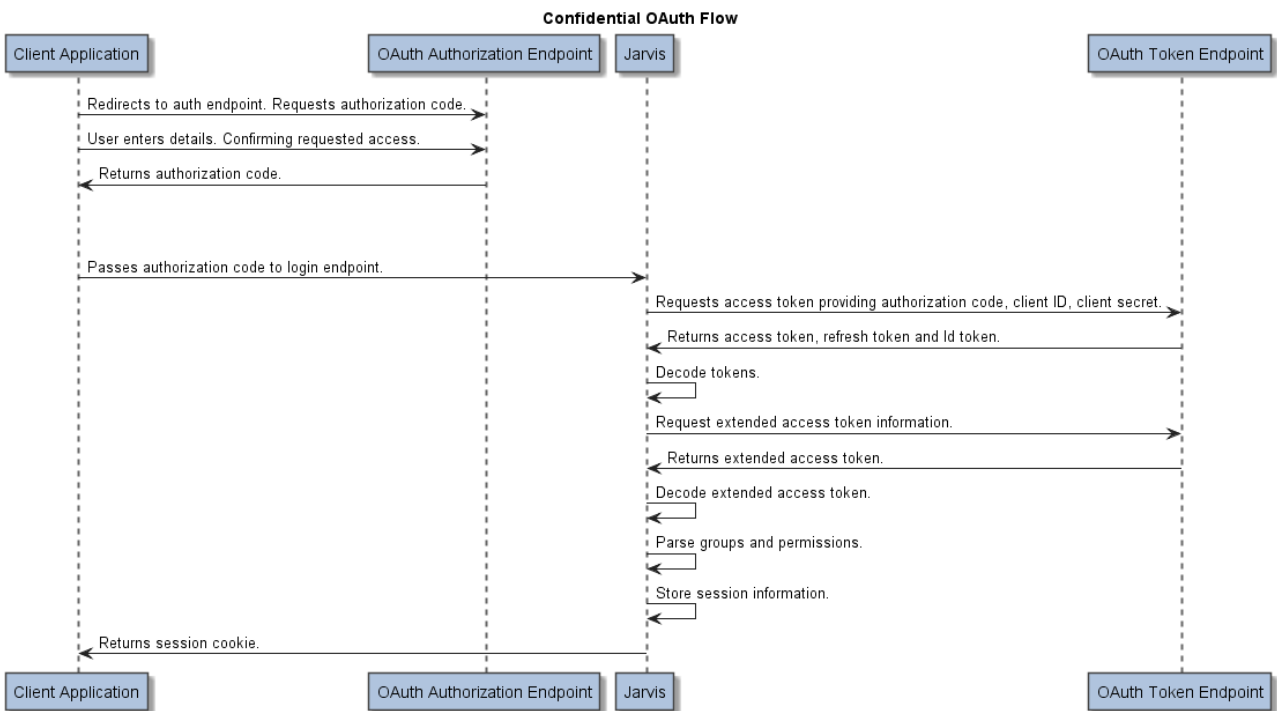 Confidential OAuth Flow
Client Application
OAuth Authorization Endpoint
Jarvis
OAuth Token Endpoint
Redirects to auth endpoint. Requests authorization code.
User enters details. Confirming requested access.
Returns authorization code.
Passes authorization code to login endpoint.
Requests access token providing authorization code, client ID, client secret.
Returns access token, refresh token and Id token.
Decode tokens.
Request extended access token information.
Returns extended access token.
Decode extended access token.
Parse groups and permissions.
Store session information.
Returns session cookie.
Client Application
OAuth Authorization Endpoint
Jarvis
OAuth Token Endpoint